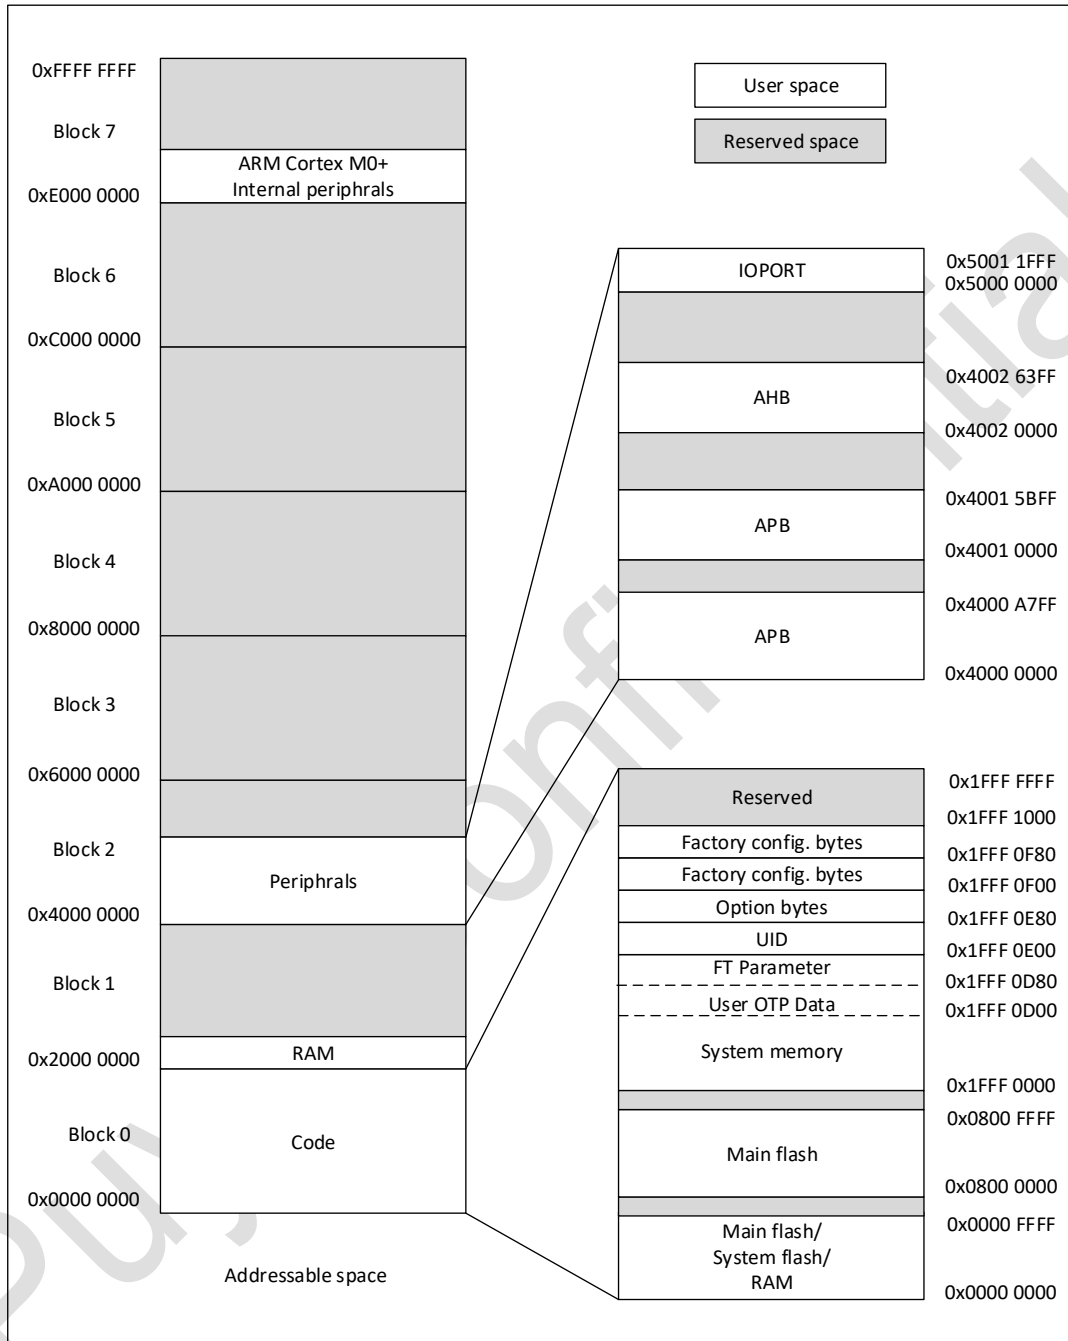 0xFFFF FFFF
Block 7
ARM Cortex M0+
Internal periphrals
0xE000 0000
Block 6
0xC000 0000
Block 5
0xA000 0000
Block 4
0x8000 0000
Block 3
0x6000 0000
Block 2
Periphrals
0x4000 0000
Block 1
0x2000 0000
RAM
Block 0
Code
0x0000 0000
Addressable space
User space
Reserved space
IOPORT
0x5001 1FFF
0x5000 0000
0x4002 63FF
AHB
0x4002 0000
0x4001 5BFF
APB
0x4001 0000
0x4000 A7FF
APB
0x4000 0000
0x1FFF FFFF
Reserved
0x1FFF 1000
Factory config. bytes
0x1FFF 0F80
Factory config. bytes
0x1FFF 0F00
Option bytes
0x1FFF 0E80
UID
0x1FFF 0E00
FT Parameter
0x1FFF 0D80
User OTP Data
0x1FFF 0D00
System memory
0x1FFF 0000
0x0800 FFFF
Main flash
0x0800 0000
0x0000 FFFF
Main flash/
System flash/
RAM
0x0000 0000